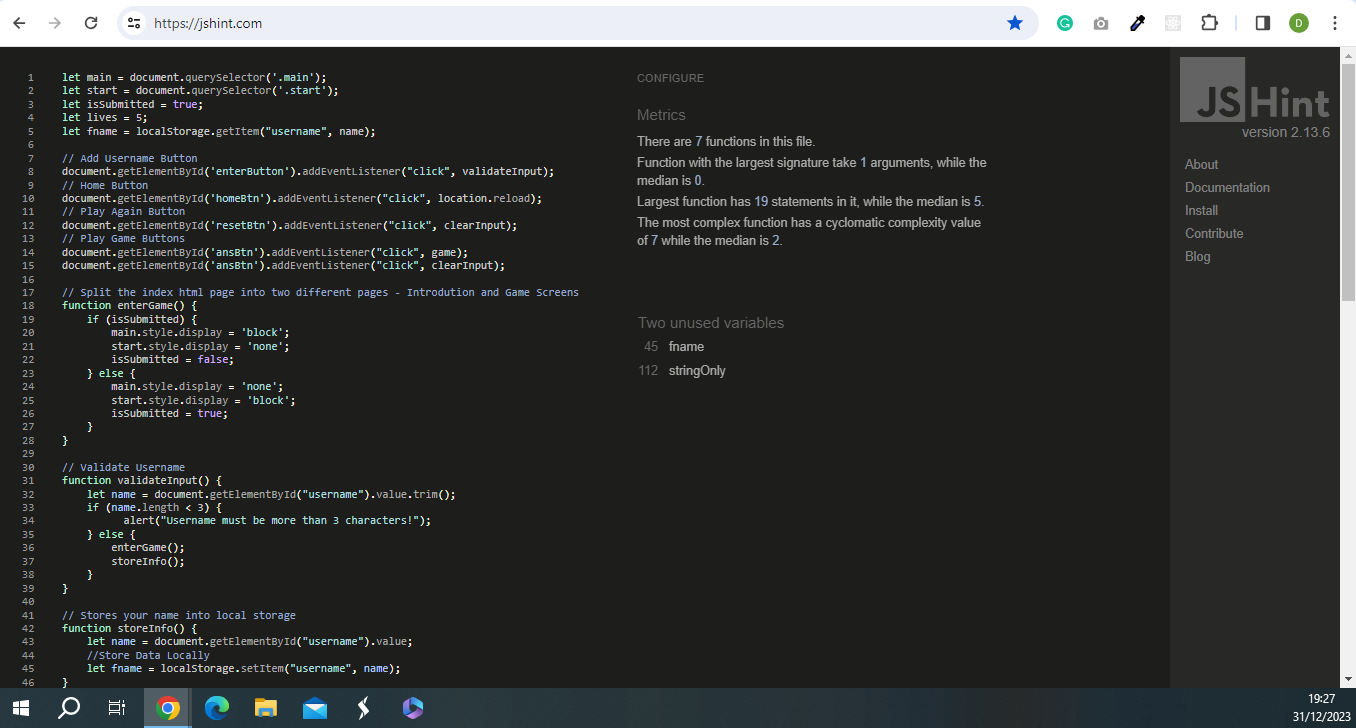 https://jshint.com
D
1 let main = document.querySelector('.main');
2 let start = document.querySelector('.start');
3 let isSubmitted = true;
4 let lives = 5;
5 let fname = localStorage.getItem("username", name);
6
7 // Add Username Button
8 document.getElementById('enterButton').addEventListener("click", validateInput);
9 // Home Button
10 document.getElementById('homeBtn').addEventListener("click", location.reload);
11 // Play Again Button
12 document.getElementById('resetBtn').addEventListener("click", clearInput);
13 // Play Game Buttons
14 document.getElementById('ansBtn').addEventListener("click", game);
15 document.getElementById('ansBtn').addEventListener("click", clearInput);
16
17 // Split the index html page into two different pages - Introdution and Game Screens
18 function enterGame() {
19 if (isSubmitted) {
20 main.style.display = 'block';
21 start.style.display = 'none';
22 isSubmitted = false;
23 } else {
24 main.style.display = 'none';
25 start.style.display = 'block';
26 isSubmitted = true;
27 }
28 }
29
30 // Validate Username
31 function validateInput() {
32 let name = document.getElementById("username").value.trim();
33 if (name.length < 3) {
34 alert("Username must be more than 3 characters!");
35 } else {
36 enterGame();
37 storeInfo();
38 }
39 }
40
41 // Stores your name into local storage
42 function storeInfo() {
43 let name = document.getElementById("username").value;
44 //Store Data Locally
45 let fname = localStorage.setItem("username", name);
46 }
CONFIGURE
Metrics
There are 7 functions in this file.
Function with the largest signature take 1 arguments, while the
median is 0.
Largest function has 19 statements in it, while the median is 5.
The most complex function has a cyclomatic complexity value
of 7 while the median is 2.
Two unused variables
45 fname
112 stringOnly
JSHint
version 2.13.6
About
Documentation
Install
Contribute
Blog
19:27
31/12/2023